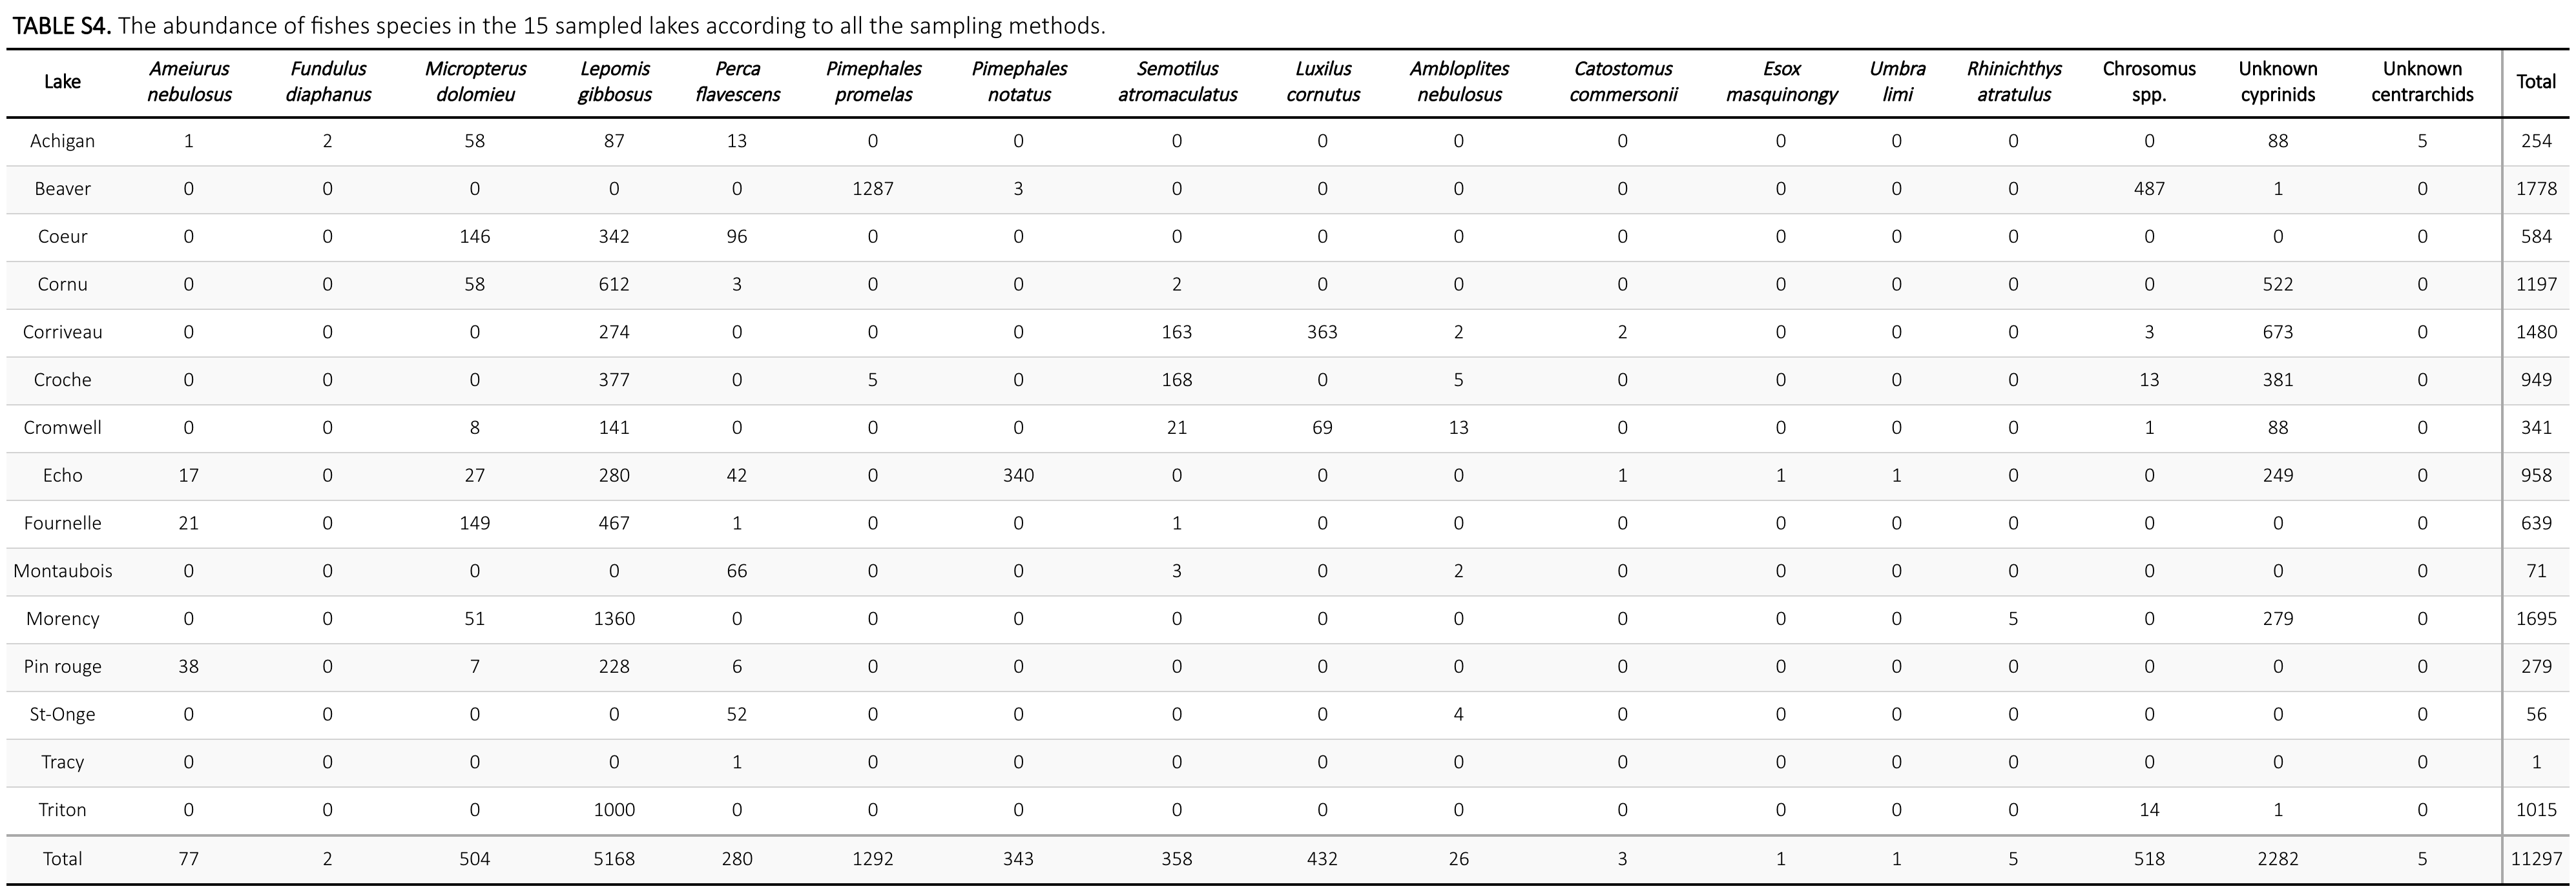 TABLE S4. The abundance of fishes species in the 15 sampled lakes according to all the sampling methods.
Lake Ameiurus nebulosus Fundulus diaphanus Micropterus dolomieu Lepomis gibbosus Perca flavescens Pimephales promelas Pimephales notatus Semotilus atromaculatus Luxilus cornutus Ambloplites nebulosus Catostomus commersonii Esox masquinongy Umbra limi Rhinichthys atratulus Chrosomus spp. Unknown cyprinids Unknown centrarchids Total
Achigan 1 2 58 87 13 0 0 0 0 0 0 0 0 0 0 88 5 254
Beaver 0 0 0 0 0 1287 3 0 0 0 0 0 0 0 487 1 0 1778
Coeur 0 0 146 342 96 0 0 0 0 0 0 0 0 0 0 0 0 584
Cornu 0 0 58 612 3 0 0 2 0 0 0 0 0 0 0 522 0 1197
Corriveau 0 0 0 274 0 0 0 163 363 2 2 0 0 0 3 673 0 1480
Croche 0 0 0 377 0 5 0 168 0 5 0 0 0 0 13 381 0 949
Cromwell 0 0 8 141 0 0 0 21 69 13 0 0 0 0 1 88 0 341
Echo 17 0 27 280 42 0 340 0 0 0 1 1 1 0 0 249 0 958
Fournelle 21 0 149 467 1 0 0 1 0 0 0 0 0 0 0 0 0 639
Montaubois 0 0 0 0 66 0 0 3 0 2 0 0 0 0 0 0 0 71
Morency 0 0 51 1360 0 0 0 0 0 0 0 0 0 5 0 279 0 1695
Pin rouge 38 0 7 228 6 0 0 0 0 0 0 0 0 0 0 0 0 279
St-Onge 0 0 0 0 52 0 0 0 0 4 0 0 0 0 0 0 0 56
Tracy 0 0 0 0 1 0 0 0 0 0 0 0 0 0 0 0 0 1
Triton 0 0 0 1000 0 0 0 0 0 0 0 0 0 0 14 1 0 1015
Total 77 2 504 5168 280 1292 343 358 432 26 3 1 1 5 518 2282 5 11297